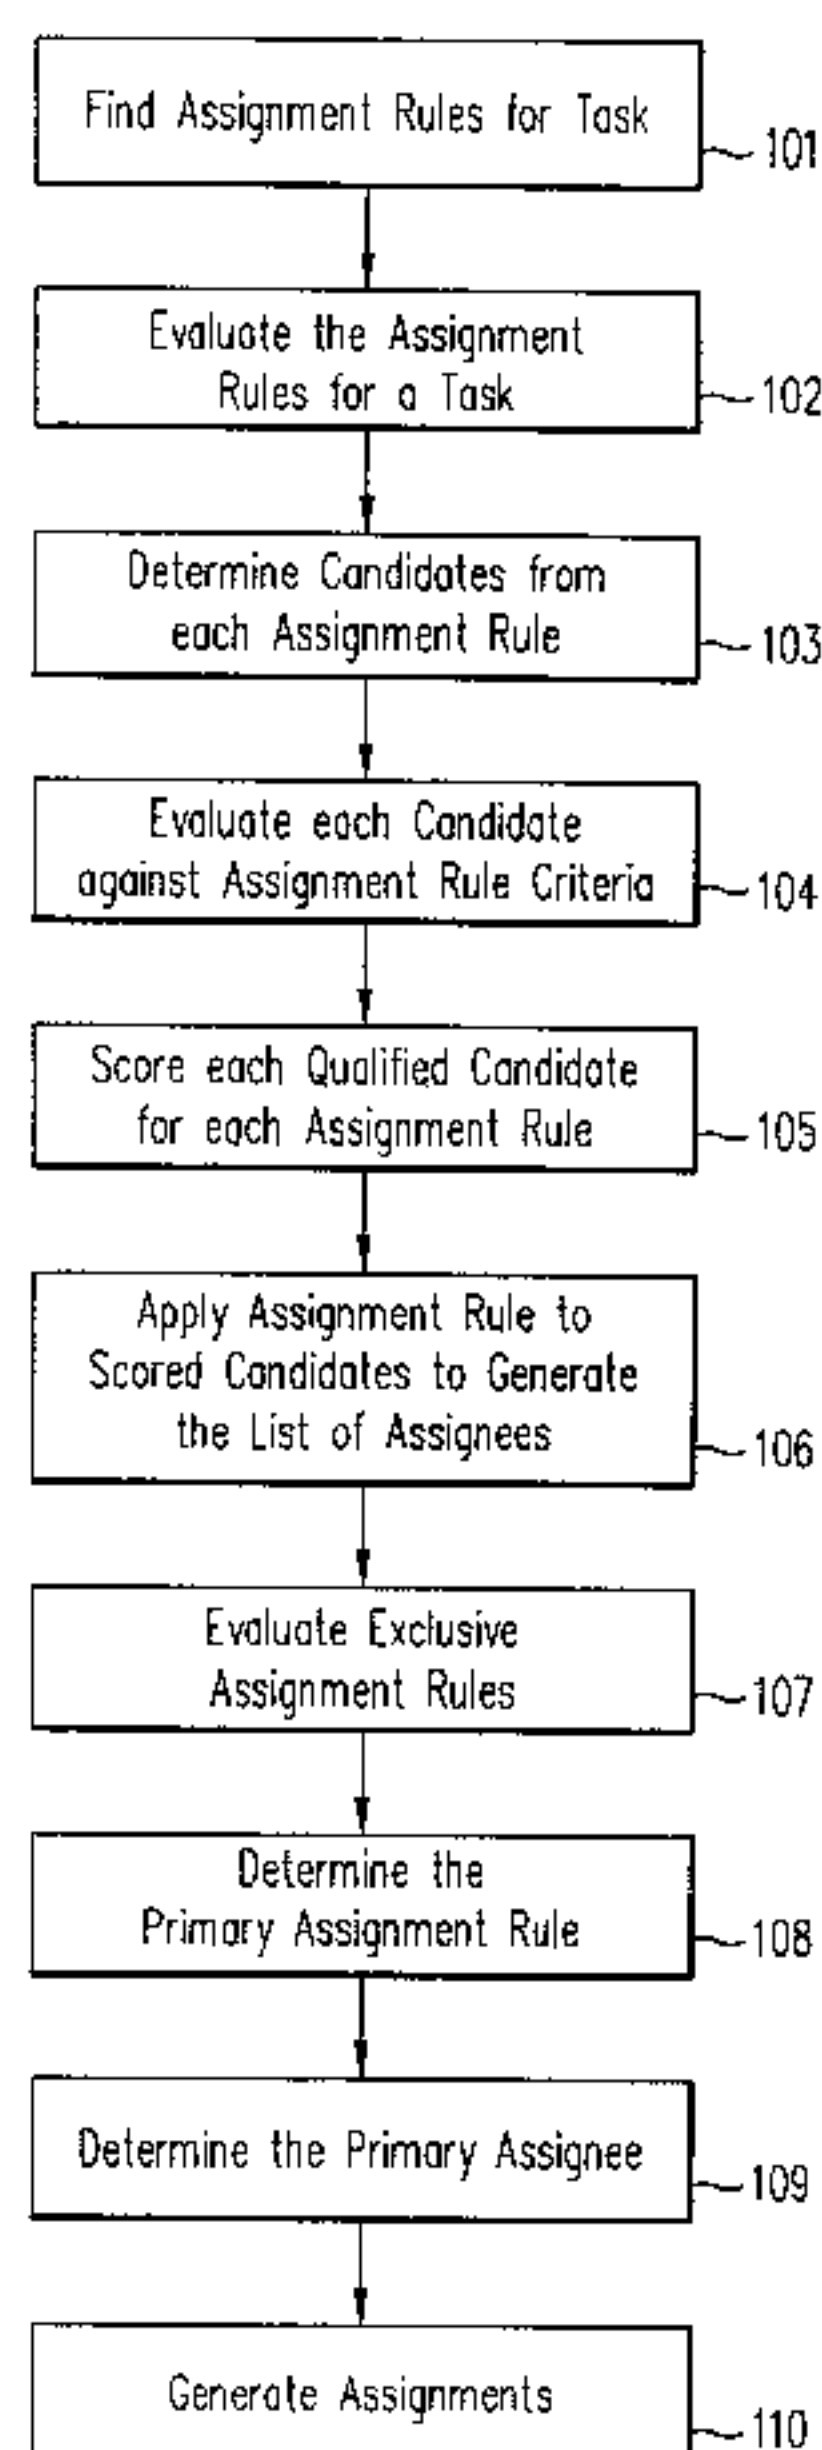 Find Assignment Rules for Task
101
Evaluate the Assignment
Rules for a Task
102
Determine Candidates from
each Assignment Rule
103
Evaluate each Candidate
against Assignment Rule Criteria
104
Score each Qualified Candidate
for each Assignment Rule
105
Apply Assignment Rule to
Scored Candidates to Generate
the List of Assignees
106
Evaluate Exclusive
Assignment Rules
107
Determine the
Primary Assignment Rule
108
Determine the Primary Assignee
109
Generate Assignments
110